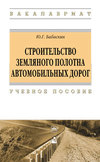 БАКАЛАВРИАТ
Ю.Г. Бабаскин
СТРОИТЕЛЬСТВО
ЗЕМЛЯНОГО ПОЛОТНА
АВТОМОБИЛЬНЫХ ДОРОГ
УЧЕБНОЕ ПОСОБИЕ